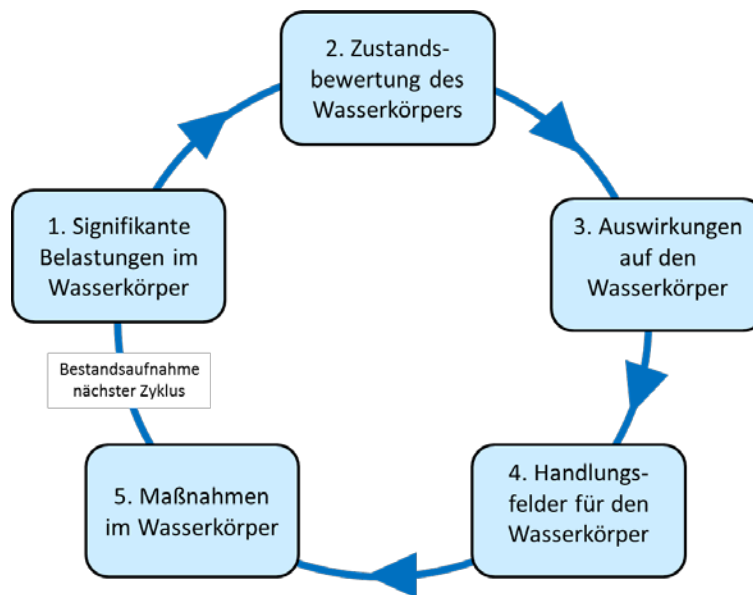 2. Zustands-
bewertung des
Wasserkörpers
1. Signifikante
Belastungen im
Wasserkörper
3. Auswirkungen
auf den
Wasserkörper
Bestandsaufnahme
nächster Zyklus
5. Maßnahmen
im Wasserkörper
4. Handlungs-
felder für den
Wasserkörper